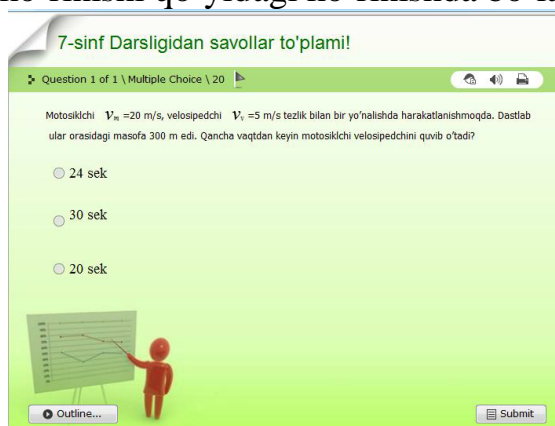 7-sinf Darsligidan savollar to'plami!
Question 1 of 1 \ Multiple Choice \ 20
Motosiklchi 𝒱ₘ =20 m/s, velosipedchi 𝒱ᵥ =5 m/s tezlik bilan bir yo'nalishda harakatlanishmoqda. Dastlab
ular orasidagi masofa 300 m edi. Qancha vaqtdan keyin motosiklchi velosipedchini quvib o'tadi?
24 sek
30 sek
20 sek
Outline...
Submit